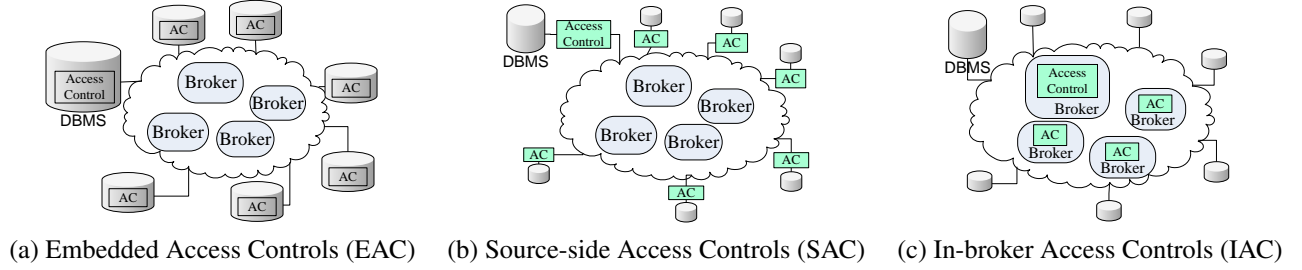 AC
AC
Access
Control
DBMS
Broker
Broker
Broker
Broker
AC
AC
AC
AC
(a) Embedded Access Controls (EAC)
DBMS
Access
Control
AC
AC
AC
Broker
Broker
Broker
Broker
AC
AC
AC
(b) Source-side Access Controls (SAC)
DBMS
Access
Control
Broker
AC
Broker
AC
Broker
AC
Broker
(c) In-broker Access Controls (IAC)